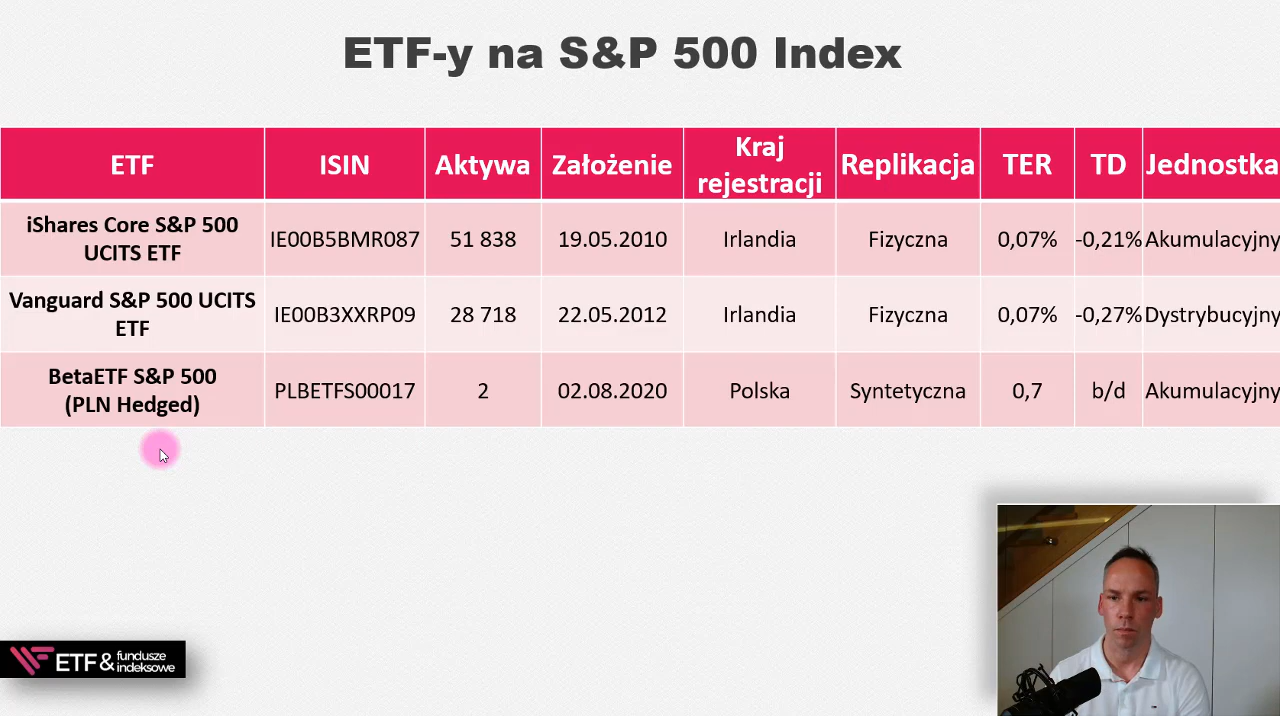 ETF-y na S&P 500 Index
ETF ISIN Aktywa Założenie Kraj rejestracji Replikacja TER TD Jednostka
iShares Core S&P 500 UCITS ETF IE00B5BMR087 51 838 19.05.2010 Irlandia Fizyczna 0,07% -0,21% Akumulacyjny
Vanguard S&P 500 UCITS ETF IE00B3XXRP09 28 718 22.05.2012 Irlandia Fizyczna 0,07% -0,27% Dystrybucyjny
BetaETF S&P 500 (PLN Hedged) PLBETFS00017 2 02.08.2020 Polska Syntetyczna 0,7 b/d Akumulacyjny
ETF & fundusze indeksowe